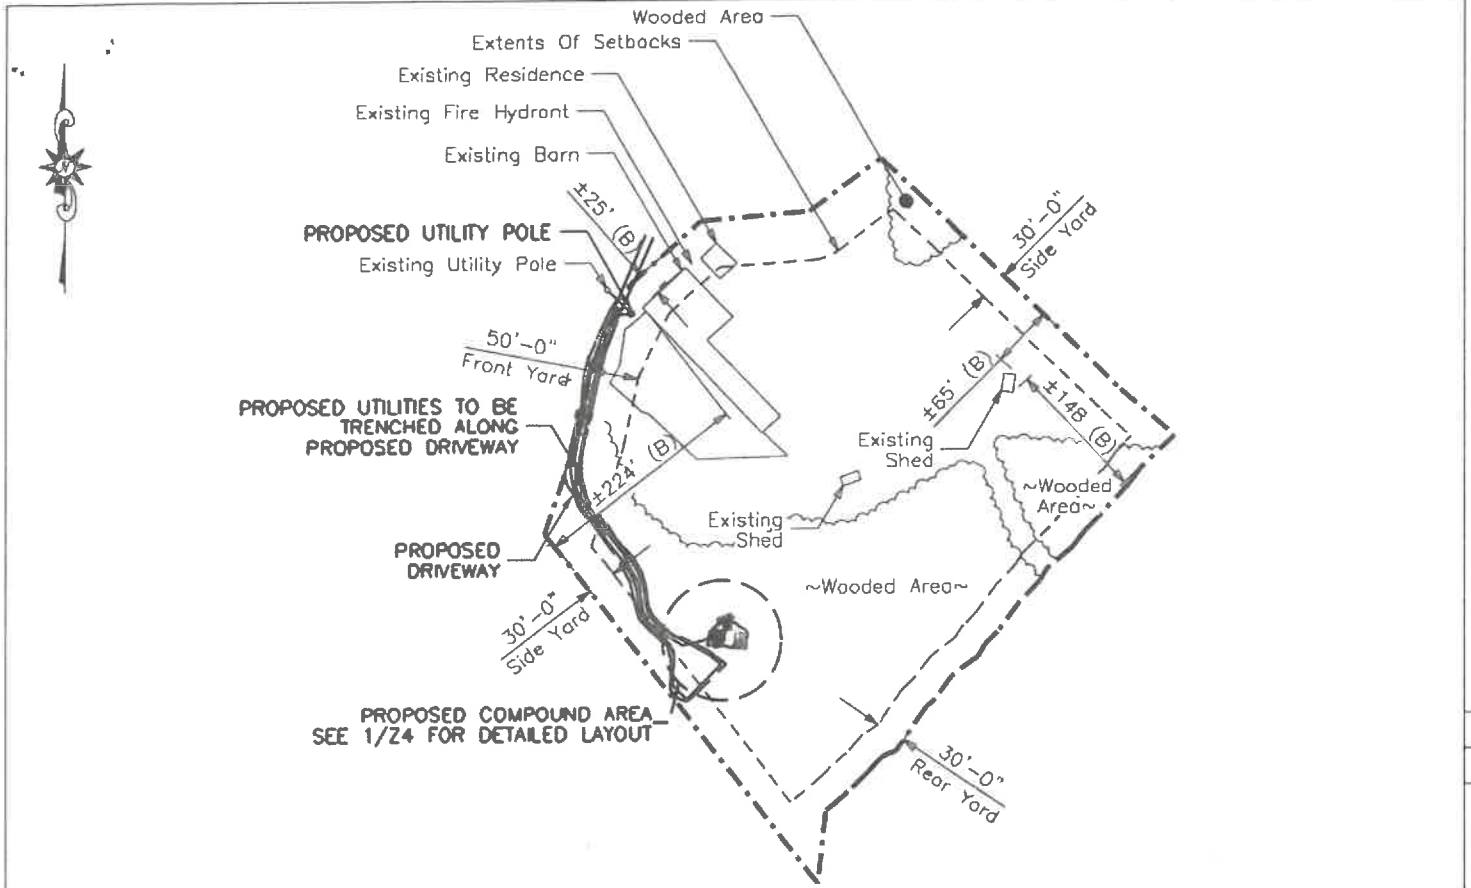 Wooded Area
Extents Of Setbacks
Existing Residence
Existing Fire Hydrant
Existing Barn
±25' (B)
PROPOSED UTILITY POLE
Existing Utility Pole
30'-0"
Side Yard
50'-0"
Front Yard
±65' (B)
±148 (B)
PROPOSED UTILITIES TO BE
TRENCHED ALONG
PROPOSED DRIVEWAY
±224' (B)
Existing
Shed
~Wooded
Area~
Existing
Shed
PROPOSED
DRIVEWAY
~Wooded Area~
30'-0"
Side Yard
PROPOSED COMPOUND AREA
SEE 1/Z4 FOR DETAILED LAYOUT
30'-0"
Rear Yard
N